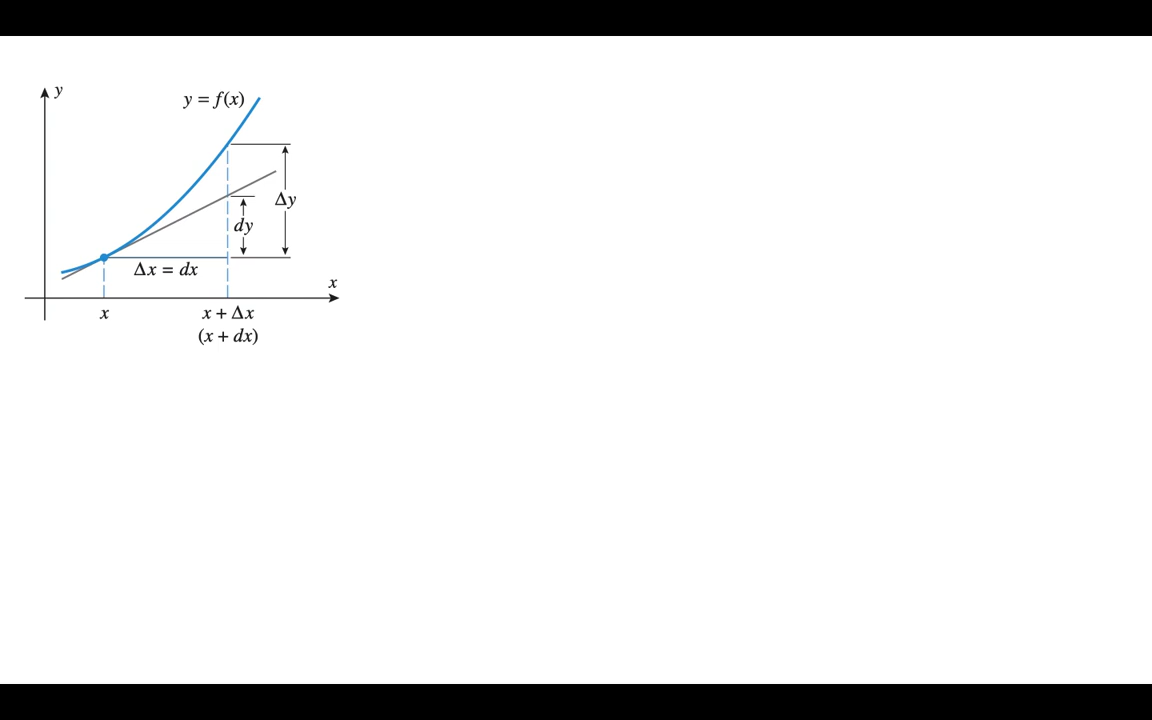 y
y = f(x)
Δy
dy
Δx = dx
x
x
x + Δx
(x + dx)